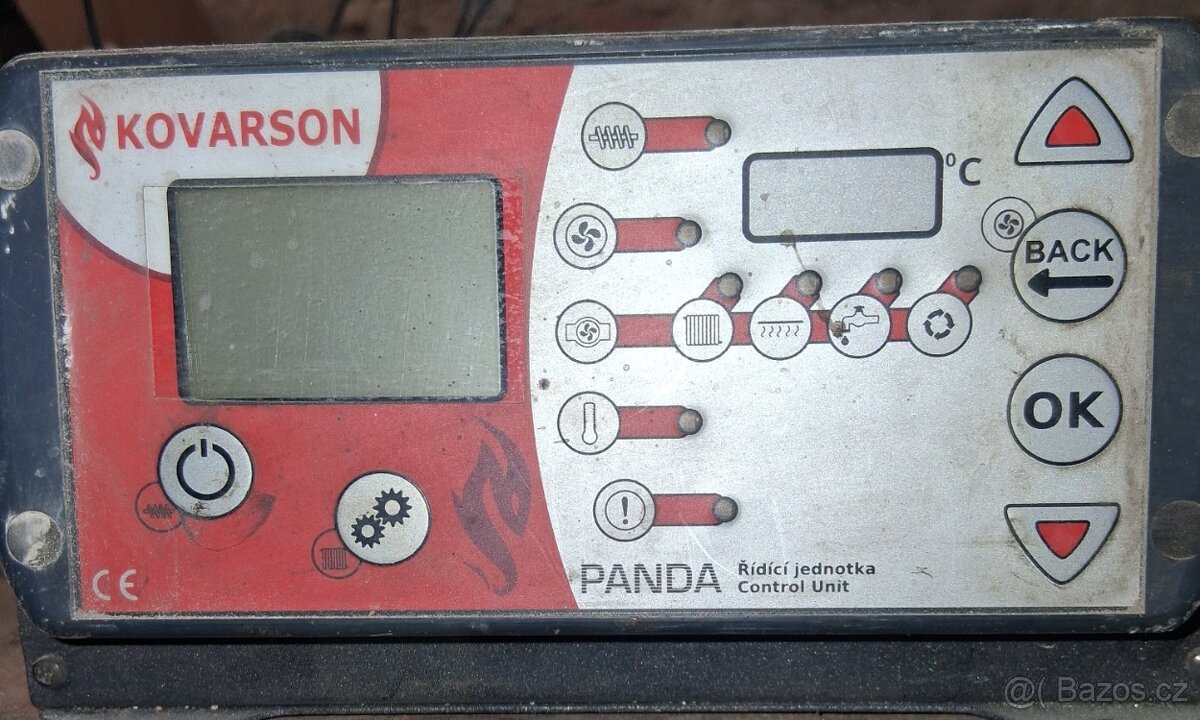 KOVARSON
°C
BACK
OK
PANDA
Řídící jednotka
Control Unit
CE
@( Bazos.cz